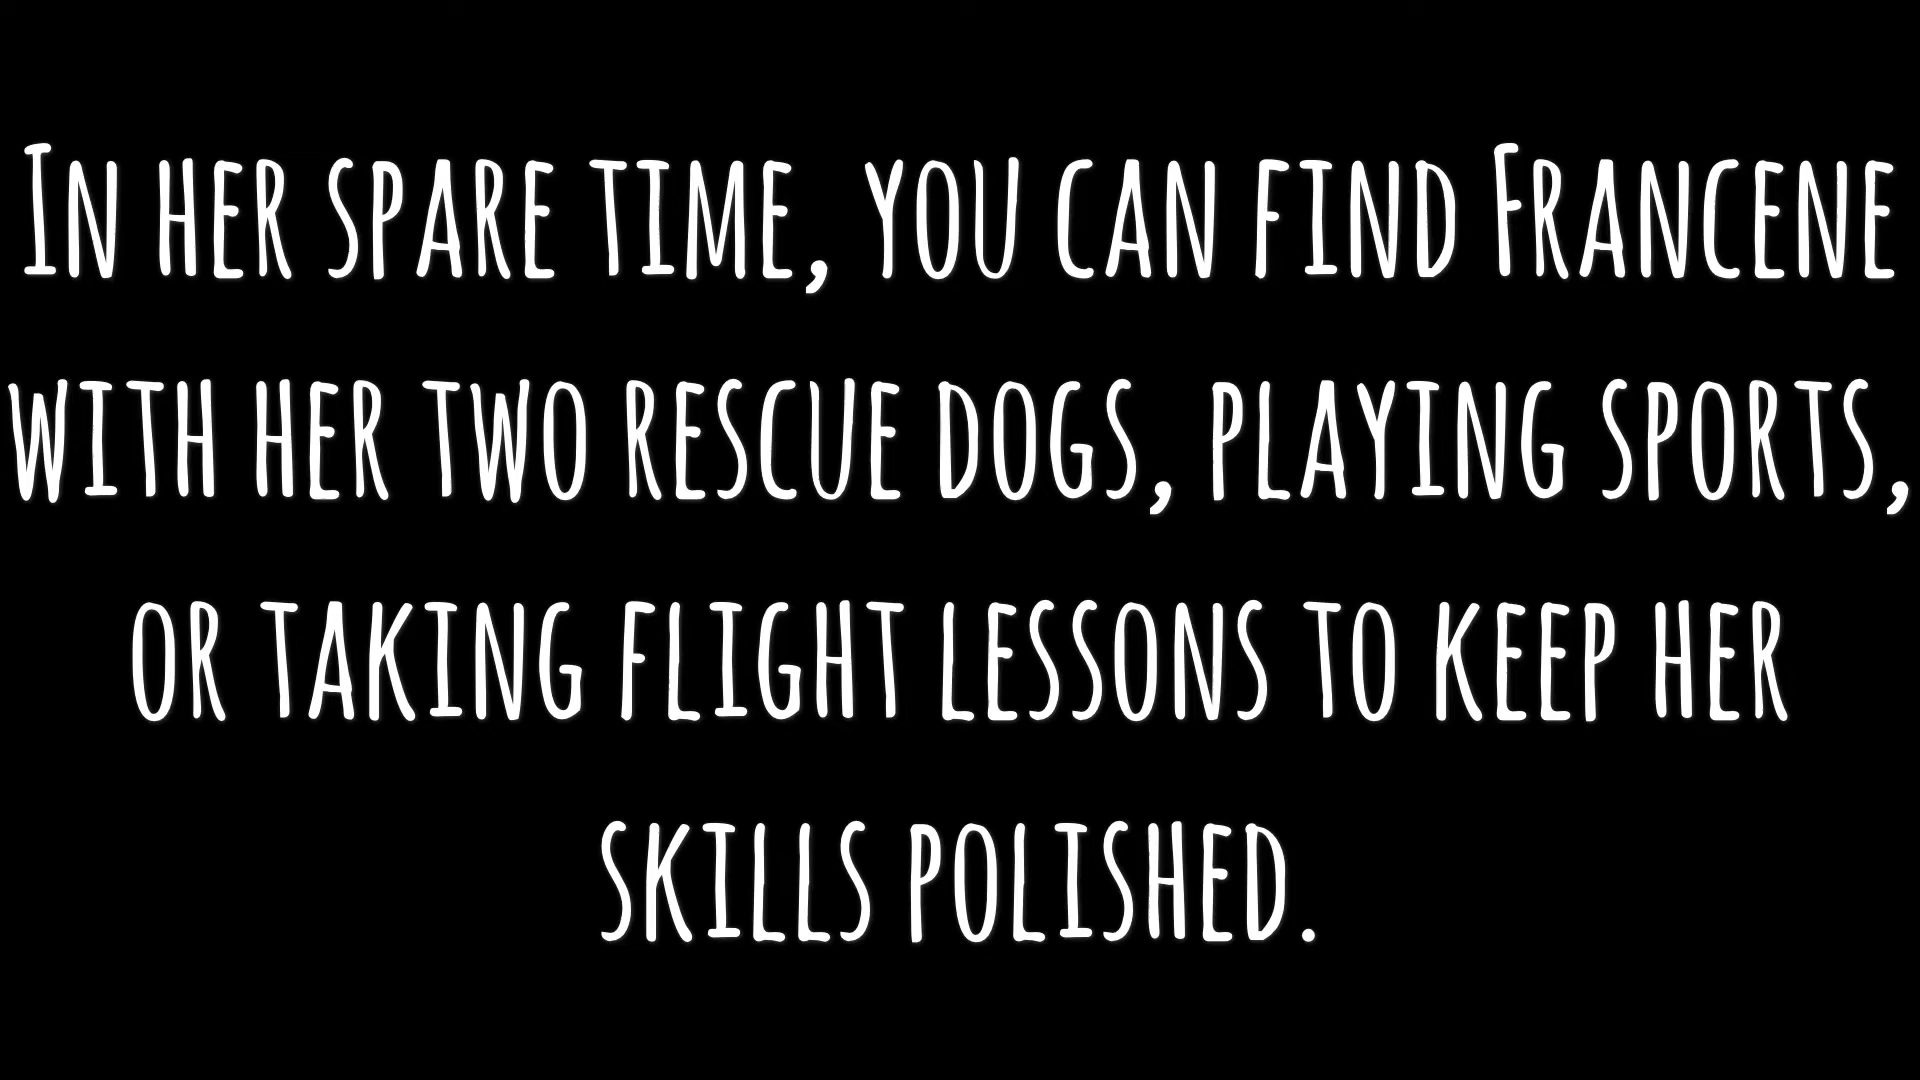 In her spare time, you can find Francene
with her two rescue dogs, playing sports,
or taking flight lessons to keep her
skills polished.